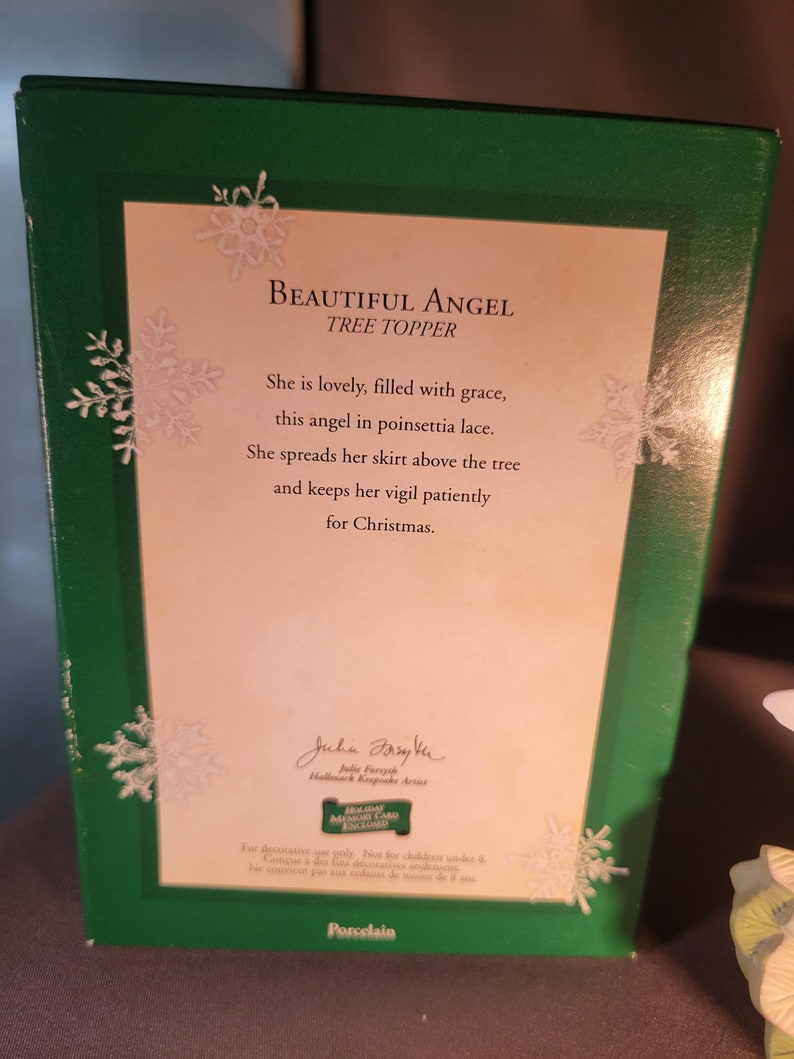 BEAUTIFUL ANGEL
TREE TOPPER
She is lovely, filled with grace,
this angel in poinsettia lace.
She spreads her skirt above the tree
and keeps her vigil patiently
for Christmas.
Julie Forsyth
Julie Forsyth
Hallmark Keepsake Artist
HOLIDAY
MEMORY CARD
ENCLOSED
For decorative use only. Not for children under 8.
Conçue à des fins décoratives seulement.
Ne convient pas aux enfants de moins de 8 ans.
Porcelain